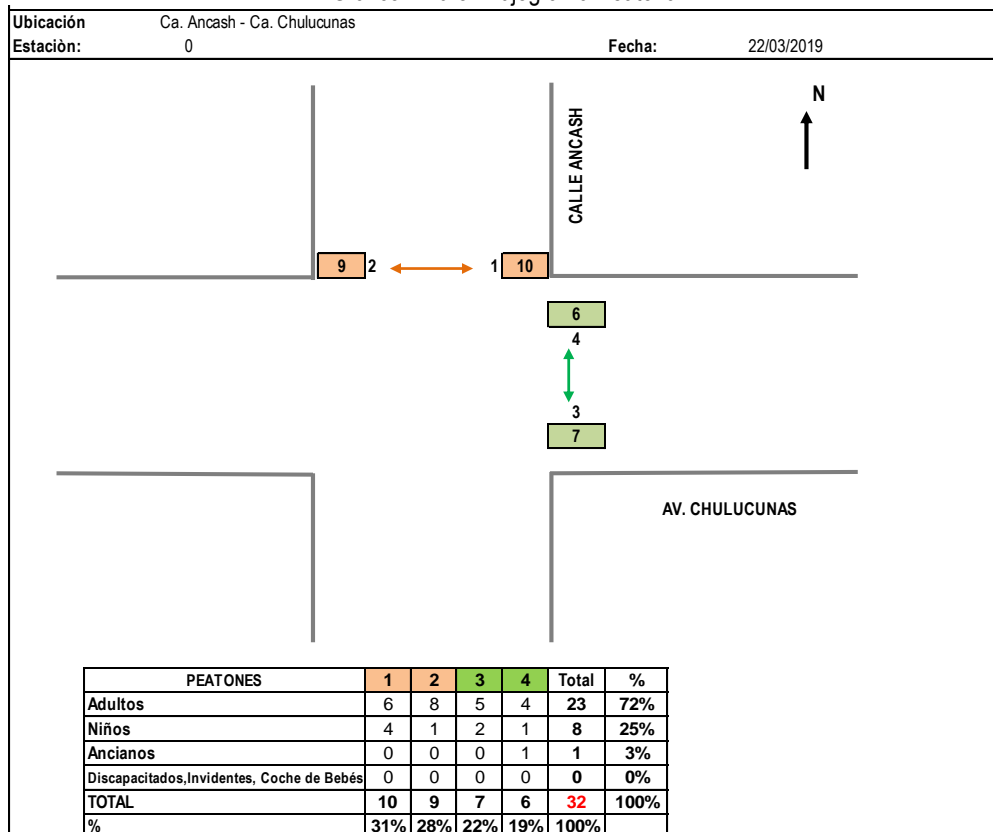 Ubicación Ca. Ancash - Ca. Chulucunas
Estaciòn: 0 Fecha: 22/03/2019
N
CALLE ANCASH
9 2 1 10
6
4
3
7
AV. CHULUCUNAS
PEATONES 1 2 3 4 Total %
Adultos 6 8 5 4 23 72%
Niños 4 1 2 1 8 25%
Ancianos 0 0 0 1 1 3%
Discapacitados,Invidentes, Coche de Bebés 0 0 0 0 0 0%
TOTAL 10 9 7 6 32 100%
% 31% 28% 22% 19% 100%